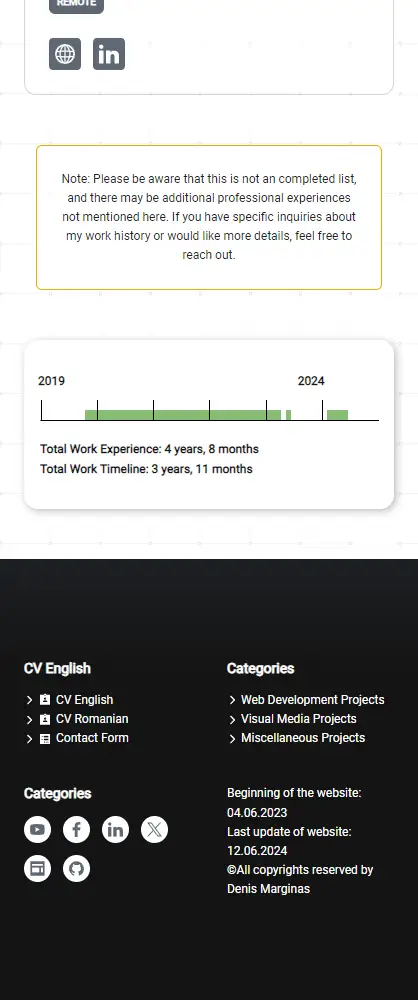 REMOTE
Note: Please be aware that this is not an completed list,
and there may be additional professional experiences
not mentioned here. If you have specific inquiries about
my work history or would like more details, feel free to
reach out.
2019
2024
Total Work Experience: 4 years, 8 months
Total Work Timeline: 3 years, 11 months
CV English
CV English
CV Romanian
Contact Form
Categories
Web Development Projects
Visual Media Projects
Miscellaneous Projects
Categories
Beginning of the website:
04.06.2023
Last update of website:
12.06.2024
©All copyrights reserved by
Denis Marginas